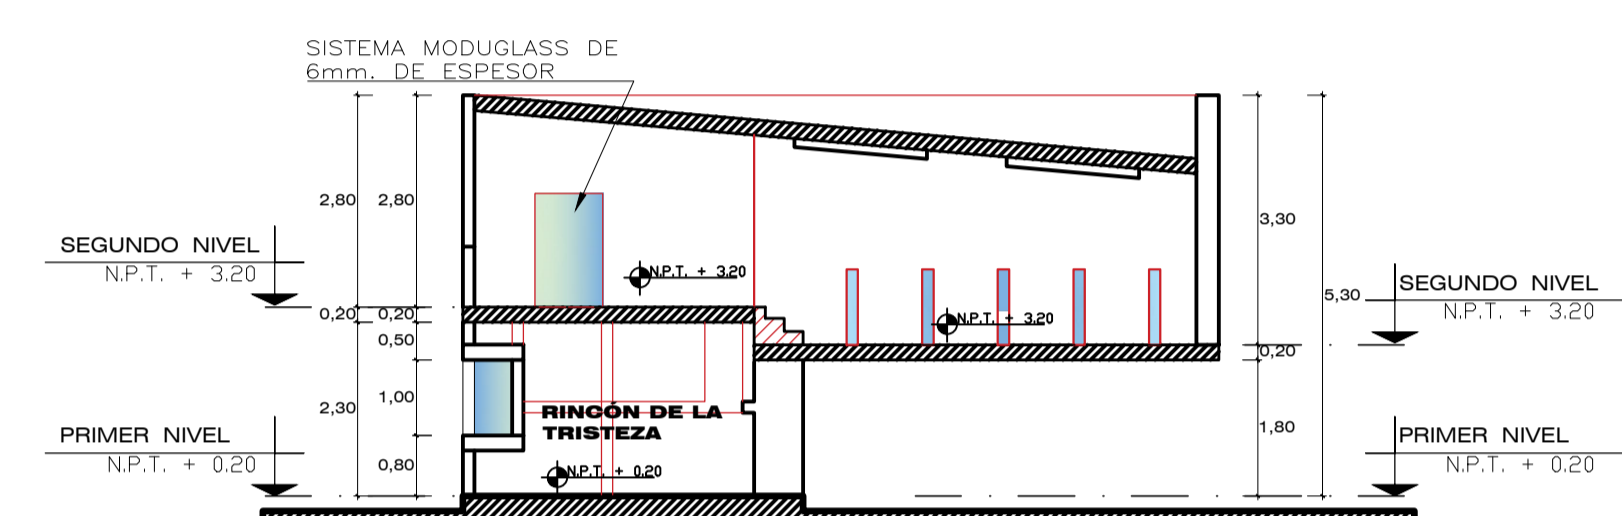 SISTEMA MODUGLASS DE
6mm. DE ESPESOR
2,80
2,80
3,30
SEGUNDO NIVEL
N.P.T. + 3.20
N.P.T. + 3.20
SEGUNDO NIVEL
N.P.T. + 3.20
5,30
0,20
0,20
N.P.T. + 3.20
0,50
0,20
1,00
2,30
RINCÓN DE LA
TRISTEZA
1,80
PRIMER NIVEL
N.P.T. + 0.20
PRIMER NIVEL
N.P.T. + 0.20
0,80
N.P.T. + 0.20